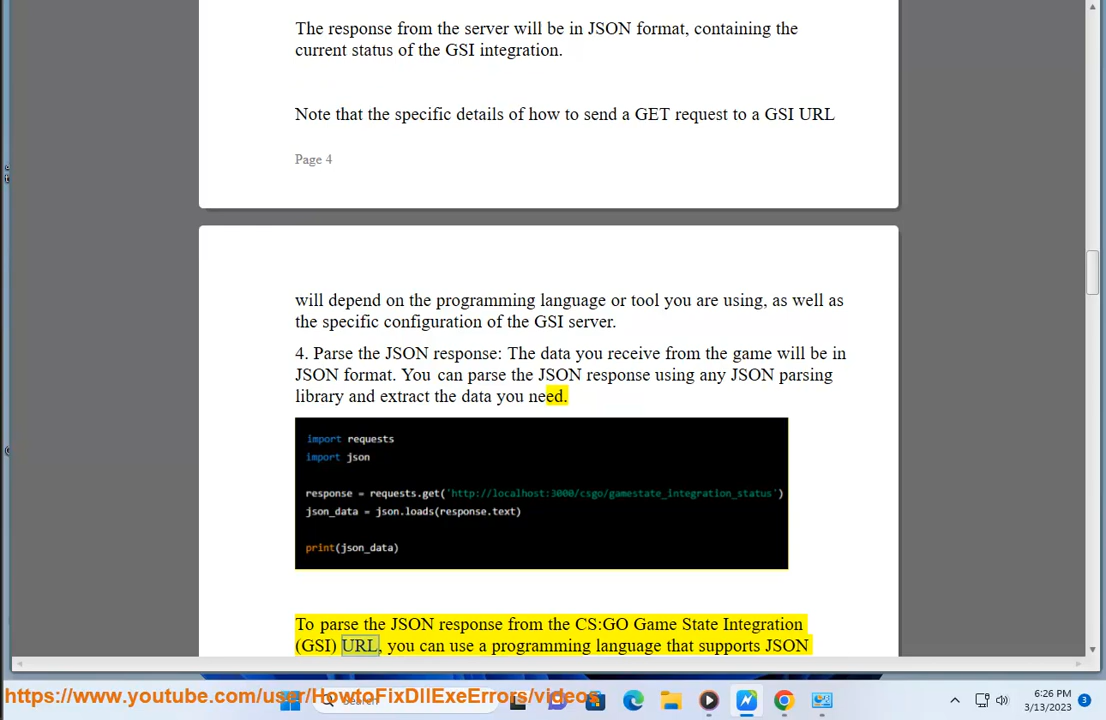 The response from the server will be in JSON format, containing the
current status of the GSI integration.
Note that the specific details of how to send a GET request to a GSI URL
Page 4
will depend on the programming language or tool you are using, as well as
the specific configuration of the GSI server.
4. Parse the JSON response: The data you receive from the game will be in
JSON format. You can parse the JSON response using any JSON parsing
library and extract the data you need.
import requests
import json
response = requests.get('http://localhost:3000/csgo/gamestate_integration_status')
json_data = json.loads(response.text)
print(json_data)
To parse the JSON response from the CS:GO Game State Integration
(GSI) URL, you can use a programming language that supports JSON
https://www.youtube.com/user/HowtoFixDllExeErrors/videos
Search
6:26 PM
3/13/2023
3